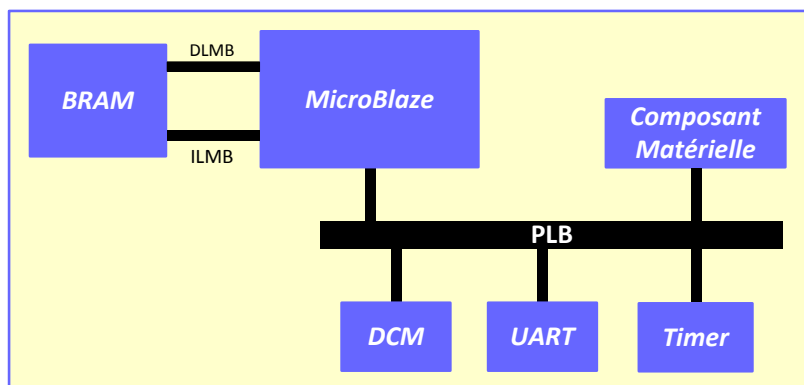 DLMB
BRAM
MicroBlaze
ILMB
Composant
Matérielle
PLB
DCM
UART
Timer